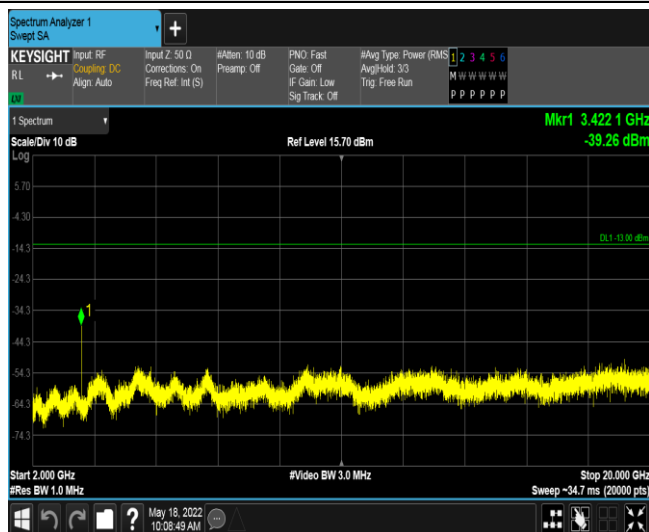 Spectrum Analyzer 1
Swept SA
+
KEYSIGHT
RL
LXI
Input: RF
Coupling: DC
Align: Auto
Input Z: 50 Ω
Corrections: On
Freq Ref: Int (S)
#Atten: 10 dB
Preamp: Off
PNO: Fast
Gate: Off
IF Gain: Low
Sig Track: Off
#Avg Type: Power (RMS
Avg|Hold: 3/3
Trig: Free Run
1 2 3 4 5 6
M W W W W W
P P P P P P
1 Spectrum
Mkr1 3.422 1 GHz
-39.26 dBm
Scale/Div 10 dB
Ref Level 15.70 dBm
Log
5.70
-4.30
-14.3
-24.3
-34.3
-44.3
-54.3
-64.3
-74.3
DL1 -13.00 dBm
1
Start 2.000 GHz
#Video BW 3.0 MHz
Stop 20.000 GHz
#Res BW 1.0 MHz
Sweep ~34.7 ms (20000 pts)
?
May 18, 2022
10:08:49 AM